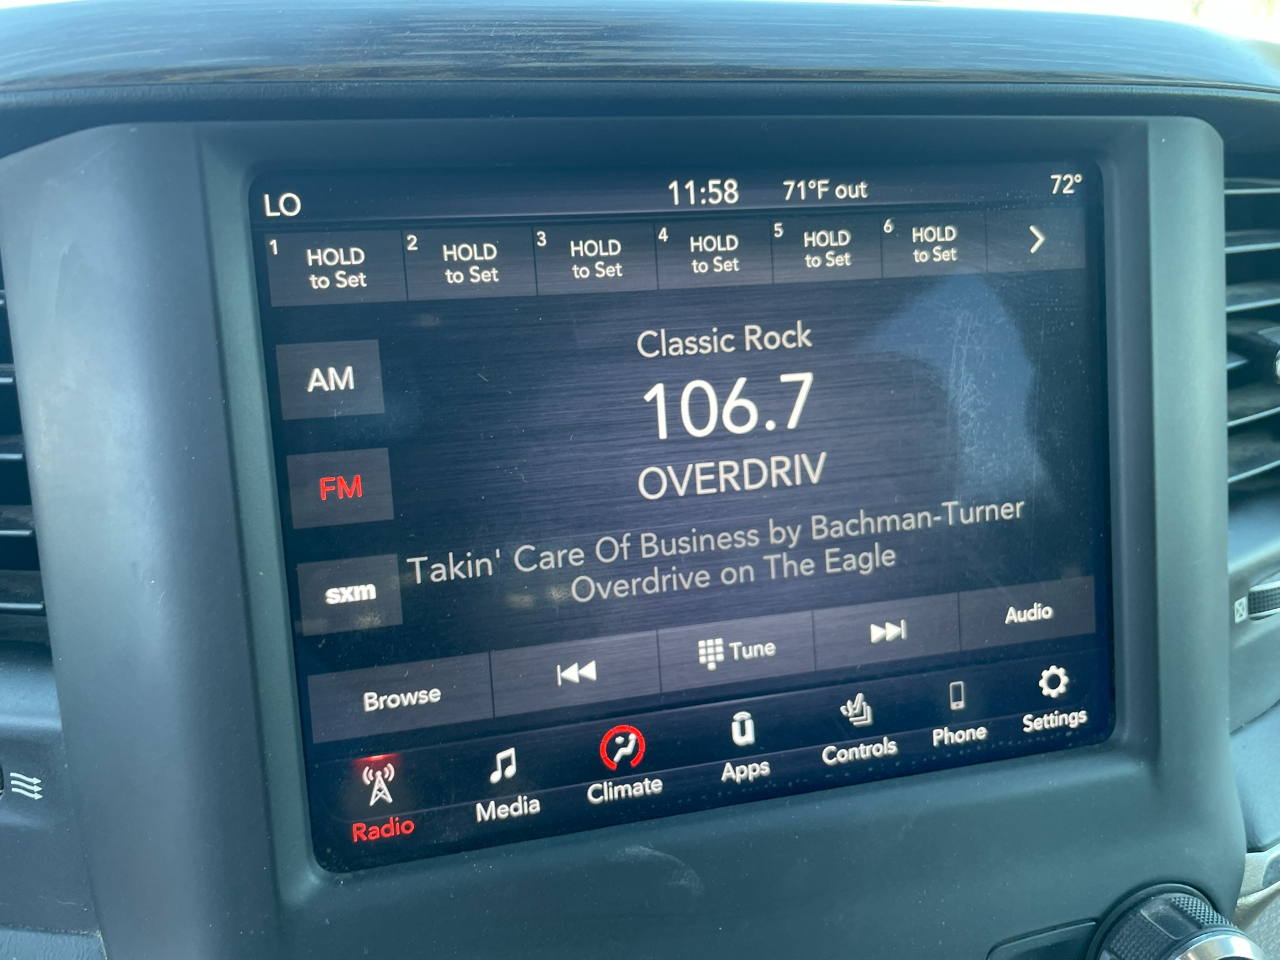 LO 11:58 71°F out 72°
1 HOLD to Set
2 HOLD to Set
3 HOLD to Set
4 HOLD to Set
5 HOLD to Set
6 HOLD to Set
Classic Rock
AM
106.7
FM
OVERDRIV
Takin' Care Of Business by Bachman-Turner
Overdrive on The Eagle
sxm
Browse
Tune
Audio
Radio
Media
Climate
Apps
Controls
Phone
Settings